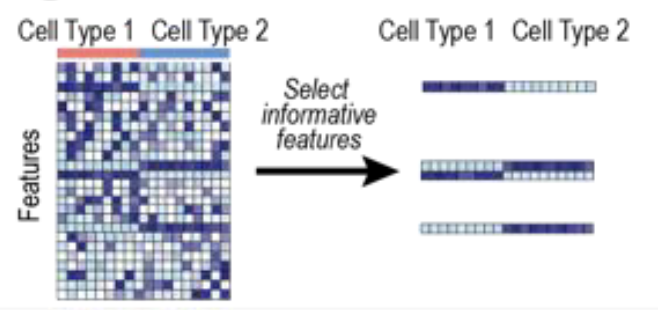 Cell Type 1 Cell Type 2
Cell Type 1 Cell Type 2
Select
informative
features
Features